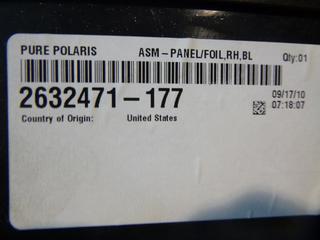 PURE POLARIS ASM-PANEL/FOIL,RH,BL Qty:01
2632471-177 09/17/10
07:18:07
Country of Origin: United States